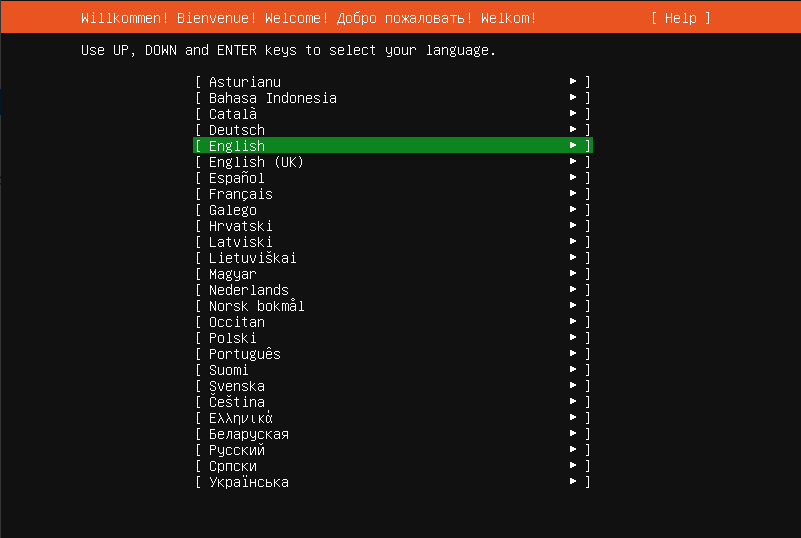 Willkommen! Bienvenue! Welcome! Добро пожаловать! Welkom! [ Help ]
Use UP, DOWN and ENTER keys to select your language.
[ Asturianu ► ]
[ Bahasa Indonesia ► ]
[ Català ► ]
[ Deutsch ► ]
[ English ► ]
[ English (UK) ► ]
[ Español ► ]
[ Français ► ]
[ Galego ► ]
[ Hrvatski ► ]
[ Latviski ► ]
[ Lietuviškai ► ]
[ Magyar ► ]
[ Nederlands ► ]
[ Norsk bokmål ► ]
[ Occitan ► ]
[ Polski ► ]
[ Português ► ]
[ Suomi ► ]
[ Svenska ► ]
[ Čeština ► ]
[ Ελληνικά ► ]
[ Беларуская ► ]
[ Русский ► ]
[ Српски ► ]
[ Українська ► ]